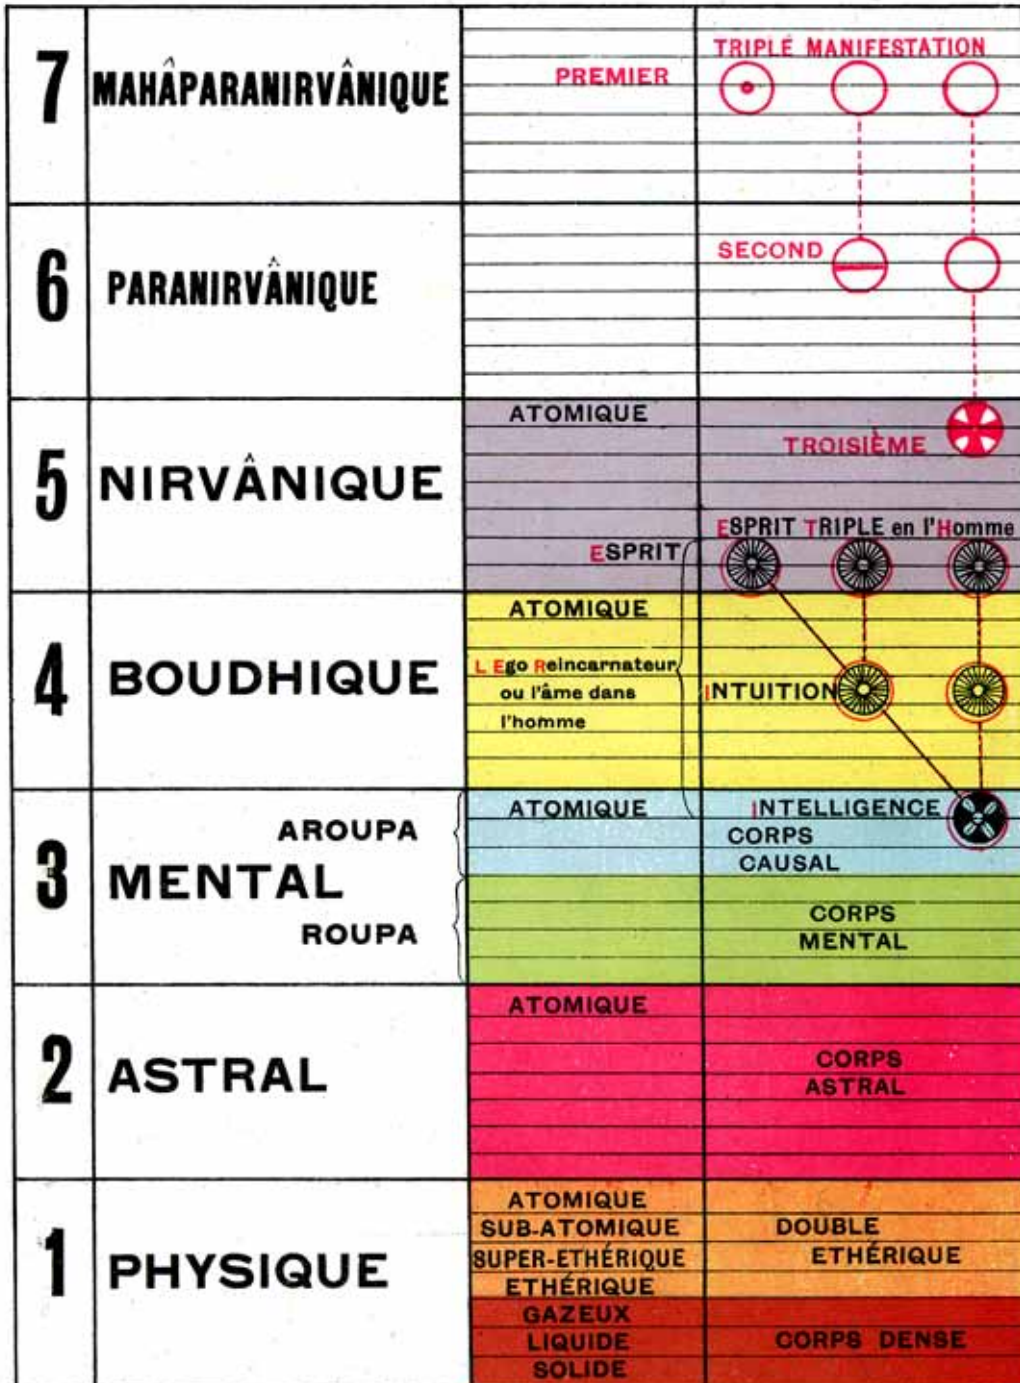 7
MAHÂPARANIRVÂNIQUE
TRIPLE MANIFESTATION
PREMIER
6
PARANIRVÂNIQUE
SECOND
5
NIRVÂNIQUE
ATOMIQUE
TROISIÈME
ESPRIT TRIPLE en l'Homme
ESPRIT
4
BOUDHIQUE
ATOMIQUE
L Ego Reincarnateur
ou l'âme dans
l'homme
INTUITION
3
AROUPA
MENTAL
ROUPA
ATOMIQUE
INTELLIGENCE
CORPS
CAUSAL
CORPS
MENTAL
2
ASTRAL
ATOMIQUE
CORPS
ASTRAL
1
PHYSIQUE
ATOMIQUE
SUB-ATOMIQUE
SUPER-ETHÉRIQUE
ETHÉRIQUE
GAZEUX
LIQUIDE
SOLIDE
DOUBLE
ETHÉRIQUE
CORPS DENSE